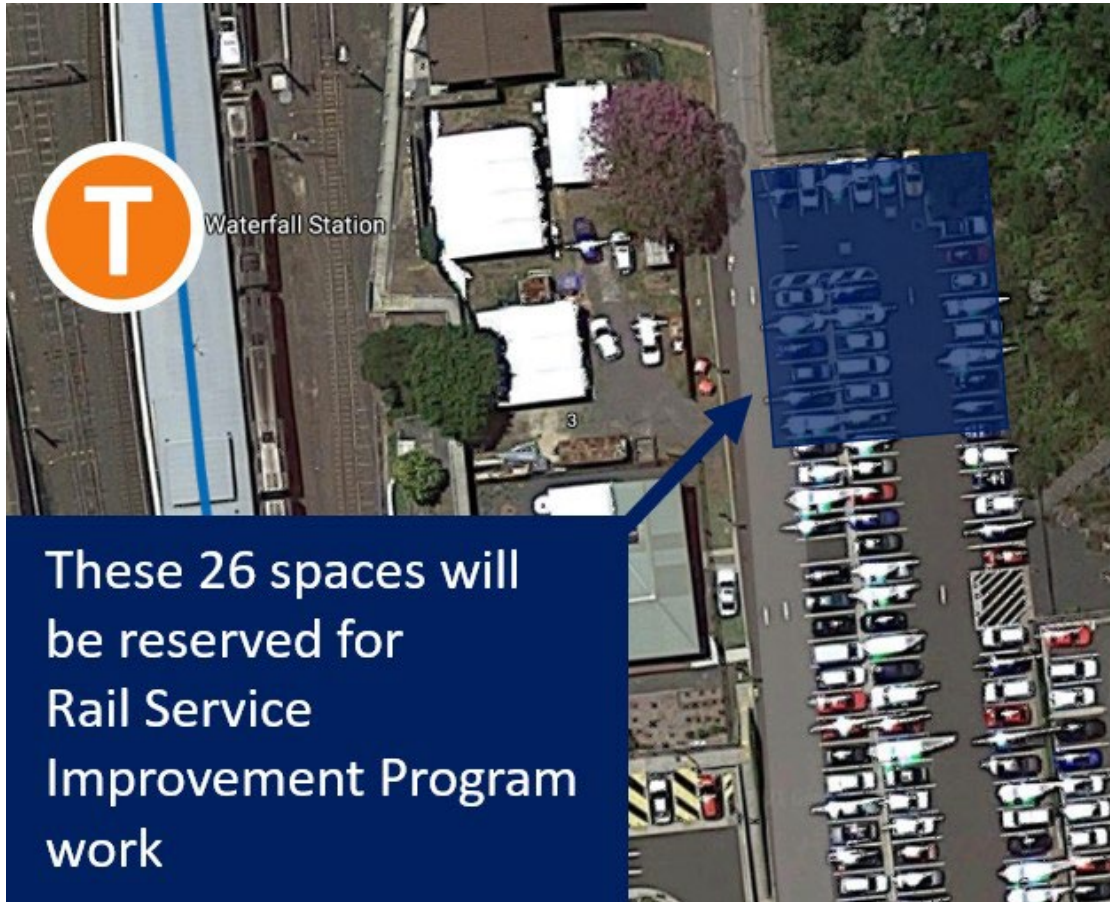 T
Waterfall Station
3
These 26 spaces will
be reserved for
Rail Service
Improvement Program
work